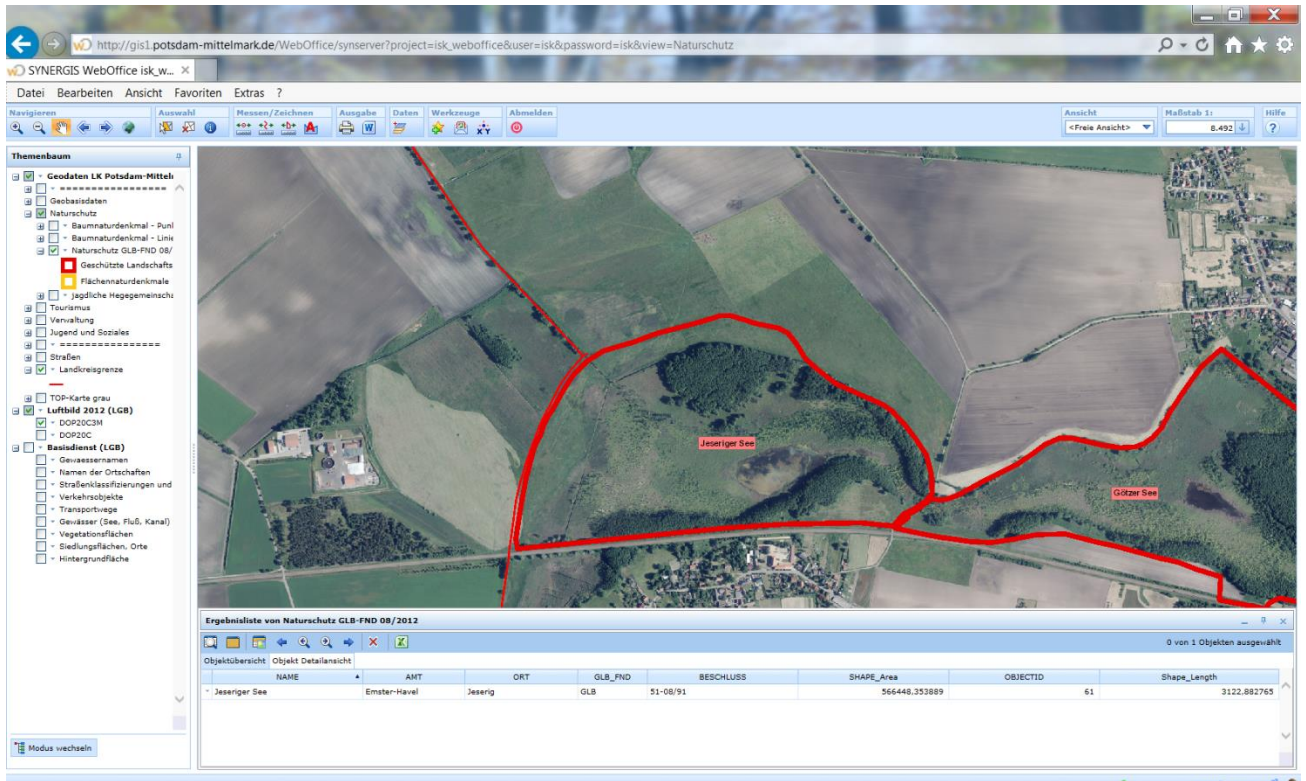 http://gis1.potsdam-mittelmark.de/WebOffice/synserver?project=isk_weboffice&user=isk&password=isk&view=Naturschutz
SYNERGIS WebOffice isk_w...
Datei Bearbeiten Ansicht Favoriten Extras ?
Navigieren Auswahl Messen/Zeichnen Ausgabe Daten Werkzeuge Abmelden Ansicht Maßstab 1: Hilfe
<Freie Ansicht> 8.492
Themenbaum
Geodaten LK Potsdam-Mittel
==================
Geobasisdaten
Naturschutz
Baumnaturdenkmal - Punl
Baumnaturdenkmal - Linie
Naturschutz GLB-FND 08/
Geschützte Landschafts
Flächennaturdenkmale
jagdliche Hegegemeinscha
Tourismus
Verwaltung
Jugend und Soziales
=================
Straßen
Landkreisgrenze
TOP-Karte grau
Luftbild 2012 (LGB)
DOP20C3M
DOP20C
Basisdienst (LGB)
Gewaessernamen
Namen der Ortschaften
Straßenklassifizierungen und
Verkehrsobjekte
Transportwege
Gewässer (See, Fluß, Kanal)
Vegetationsflächen
Siedlungsflächen, Orte
Hintergrundfläche
Modus wechseln
Jeseriger See
Götzer See
Ergebnisliste von Naturschutz GLB-FND 08/2012
0 von 1 Objekten ausgewählt
Objektübersicht Objekt Detailansicht
NAME AMT ORT GLB_FND BESCHLUSS SHAPE_Area OBJECTID Shape_Length
Jeseriger See Emster-Havel Jeserig GLB 51-08/91 566448,353889 61 3122,882765